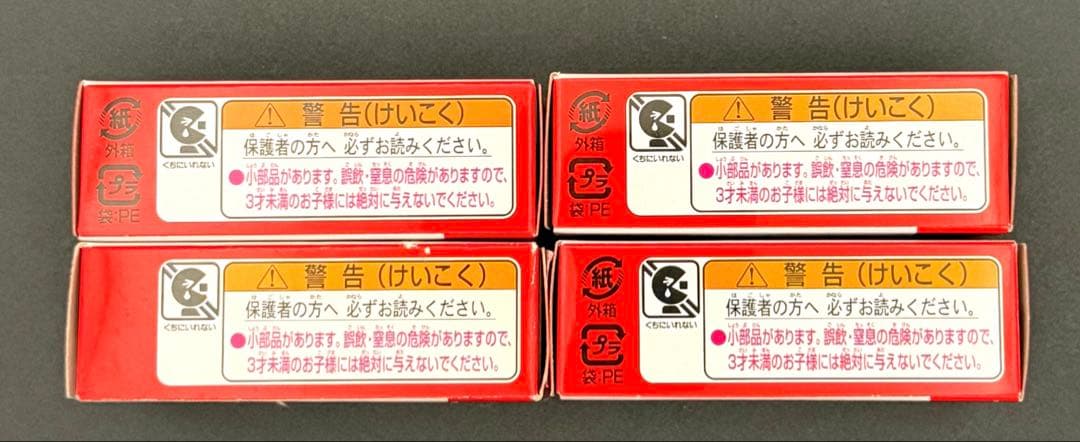 紙
外箱
プラ
袋:PE
くちにいれない
警告(けいこく)
保護者の方へ 必ずお読みください。
●小部品があります。誤飲・窒息の危険がありますので、
3才未満のお子様には絶対に与えないでください。
紙
外箱
プラ
袋:PE
くちにいれない
警告(けいこく)
保護者の方へ 必ずお読みください。
●小部品があります。誤飲・窒息の危険がありますので、
3才未満のお子様には絶対に与えないでください。
くちにいれない
警告(けいこく)
保護者の方へ 必ずお読みください。
●小部品があります。誤飲・窒息の危険がありますので、
3才未満のお子様には絶対に与えないでください。
紙
外箱
プラ
袋:PE
くちにいれない
警告(けいこく)
保護者の方へ 必ずお読みください。
●小部品があります。誤飲・窒息の危険がありますので、
3才未満のお子様には絶対に与えないでください。